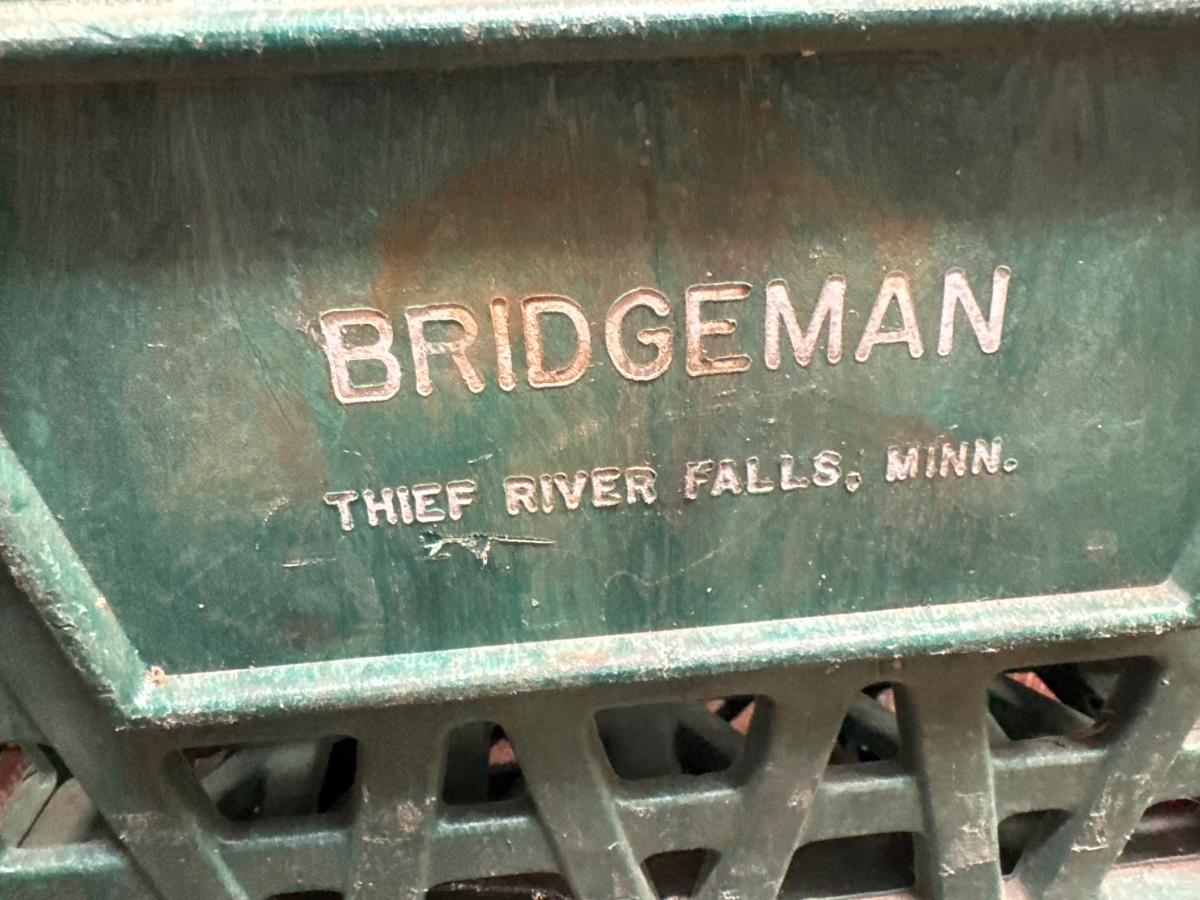 BRIDGEMAN
THIEF RIVER FALLS, MINN.